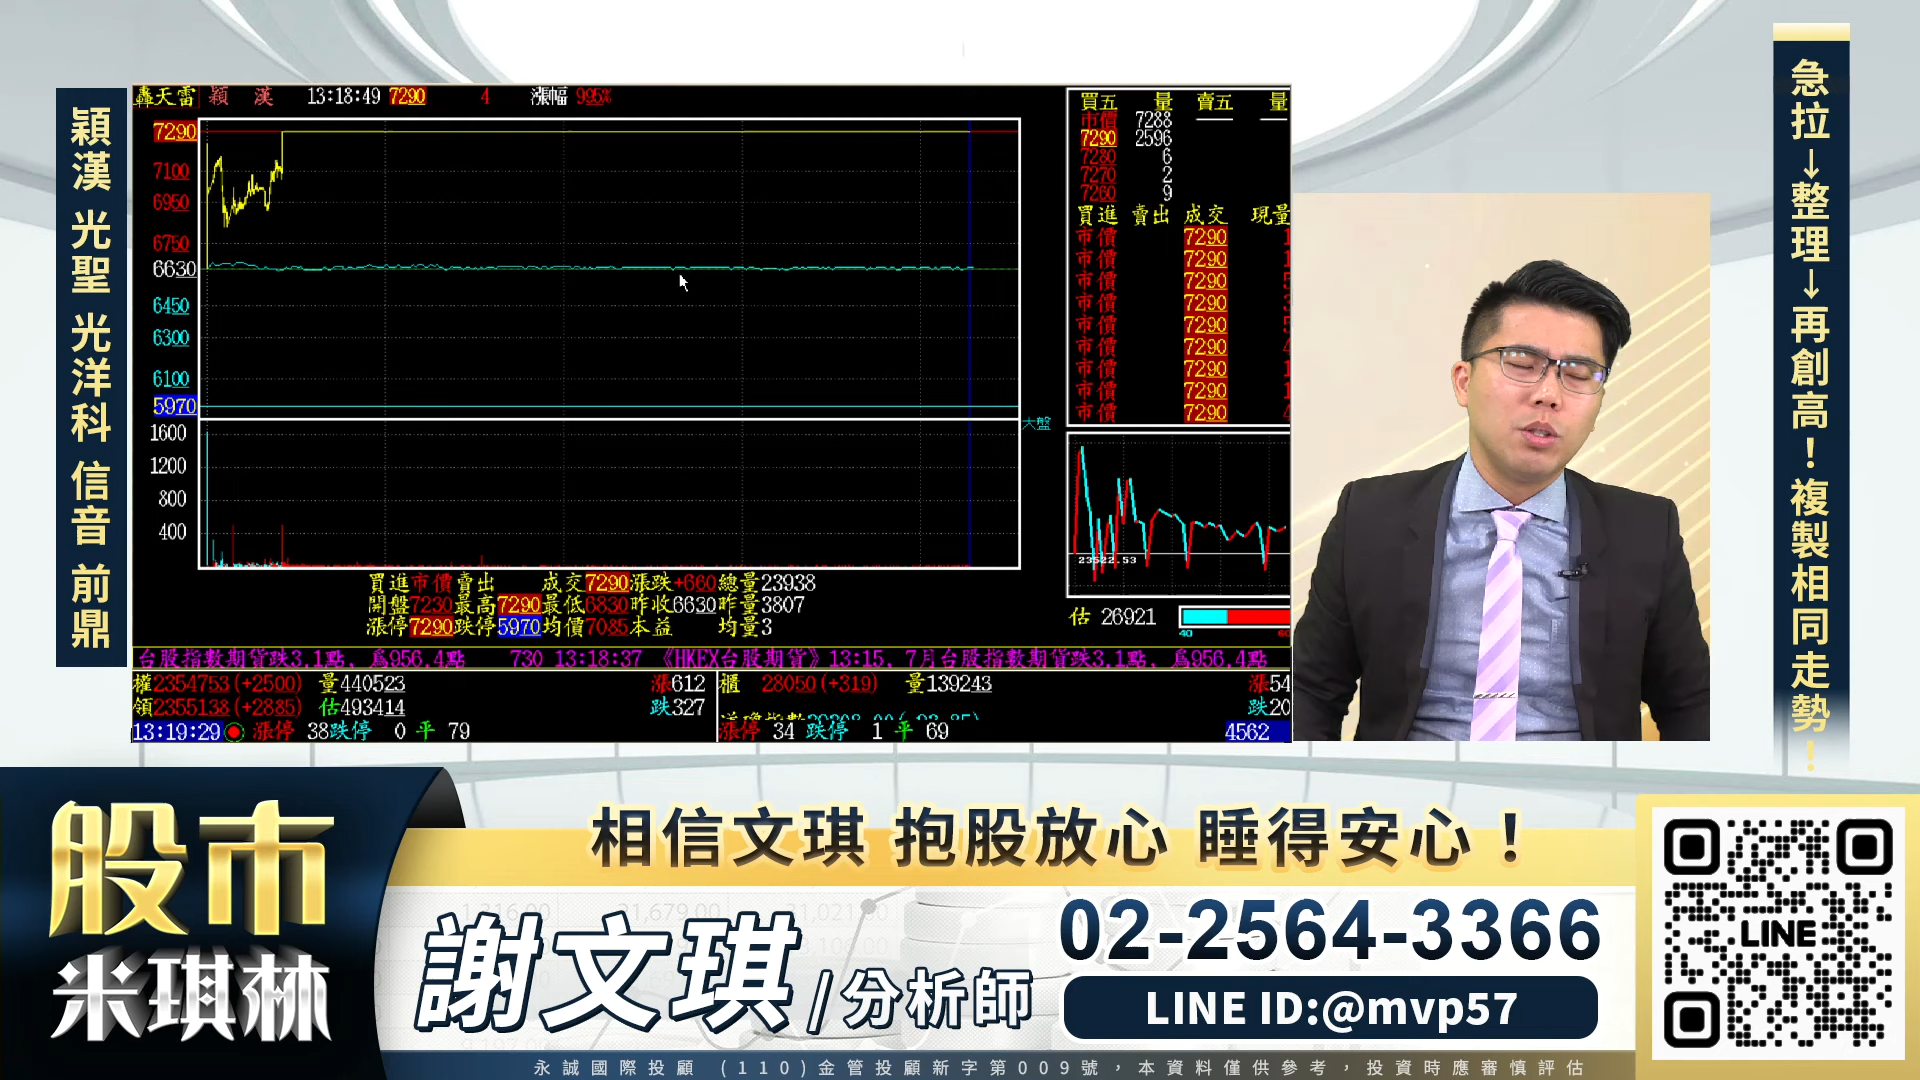 穎漢 光聖 光洋科 信音 前鼎
轟天雷 穎 漢 13:18:49 7290 4 漲幅 9.95%
7290
7100
6950
6750
6630
6450
6300
6100
5970
1600
1200
800
400
大盤
買五 量 賣五 量
市價 7288
7290 2596
7280 6
7270 2
7260 9
買進 賣出 成交 現量
市價 7290 1
市價 7290 1
市價 7290 5
市價 7290 3
市價 7290 5
市價 7290 4
市價 7290 1
市價 7290 1
市價 7290 4
23522.53
估 26921
40 60
買進市價賣出 成交7290漲跌+660總量23938
開盤7230最高7290最低6830昨收6630昨量3807
漲停7290跌停5970均價7085本益 均量3
台股指數期貨跌3.1點, 為956.4點 730 13:18:37 《HKEX台股期貨》13:15, 7月台股指數期貨跌3.1點, 為956.4點
權2354753(+2500) 量440523 漲612 櫃 28050(+319) 量139243 漲54
領2355138(+2885) 估493414 跌327 跌20
13:19:29 漲停 38跌停 0 平 79 漲停 34 跌停 1 平 69 4562
急拉→整理→再創高！複製相同走勢！
股市
米琪林
相信文琪 抱股放心 睡得安心！
謝文琪/分析師
02-2564-3366
LINE ID:@mvp57
LINE
永誠國際投顧 (110)金管投顧新字第009號，本資料僅供參考，投資時應審慎評估